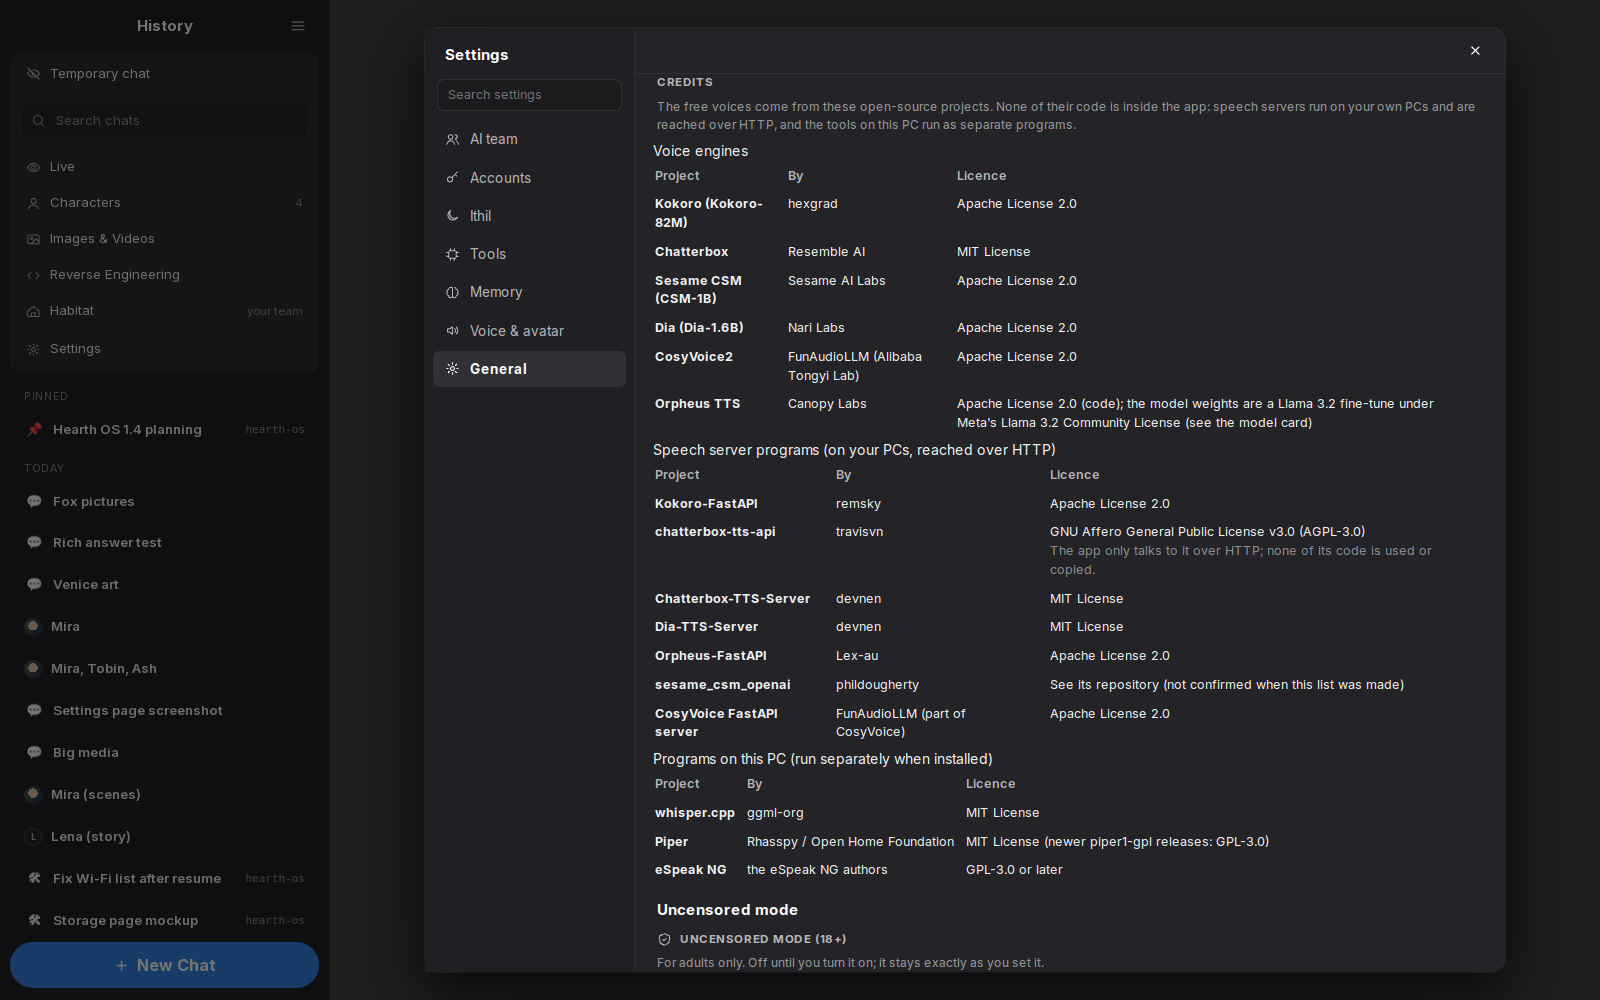 History
Temporary chat
Search chats
Live
Characters 4
Images & Videos
Reverse Engineering
Habitat your team
Settings
PINNED
Hearth OS 1.4 planning hearth-os
TODAY
Fox pictures
Rich answer test
Venice art
Mira
Mira, Tobin, Ash
Settings page screenshot
Big media
Mira (scenes)
L Lena (story)
Fix Wi-Fi list after resume hearth-os
Storage page mockup hearth-os
+ New Chat
Settings
Search settings
AI team
Accounts
Ithil
Tools
Memory
Voice & avatar
General
CREDITS
The free voices come from these open-source projects. None of their code is inside the app: speech servers run on your own PCs and are
reached over HTTP, and the tools on this PC run as separate programs.
Voice engines
Project By Licence
Kokoro (Kokoro- hexgrad Apache License 2.0
82M)
Chatterbox Resemble AI MIT License
Sesame CSM Sesame AI Labs Apache License 2.0
(CSM-1B)
Dia (Dia-1.6B) Nari Labs Apache License 2.0
CosyVoice2 FunAudioLLM (Alibaba Apache License 2.0
Tongyi Lab)
Orpheus TTS Canopy Labs Apache License 2.0 (code); the model weights are a Llama 3.2 fine-tune under
Meta's Llama 3.2 Community License (see the model card)
Speech server programs (on your PCs, reached over HTTP)
Project By Licence
Kokoro-FastAPI remsky Apache License 2.0
chatterbox-tts-api travisvn GNU Affero General Public License v3.0 (AGPL-3.0)
The app only talks to it over HTTP; none of its code is used or
copied.
Chatterbox-TTS-Server devnen MIT License
Dia-TTS-Server devnen MIT License
Orpheus-FastAPI Lex-au Apache License 2.0
sesame_csm_openai phildougherty See its repository (not confirmed when this list was made)
CosyVoice FastAPI FunAudioLLM (part of Apache License 2.0
server CosyVoice)
Programs on this PC (run separately when installed)
Project By Licence
whisper.cpp ggml-org MIT License
Piper Rhasspy / Open Home Foundation MIT License (newer piper1-gpl releases: GPL-3.0)
eSpeak NG the eSpeak NG authors GPL-3.0 or later
Uncensored mode
UNCENSORED MODE (18+)
For adults only. Off until you turn it on; it stays exactly as you set it.